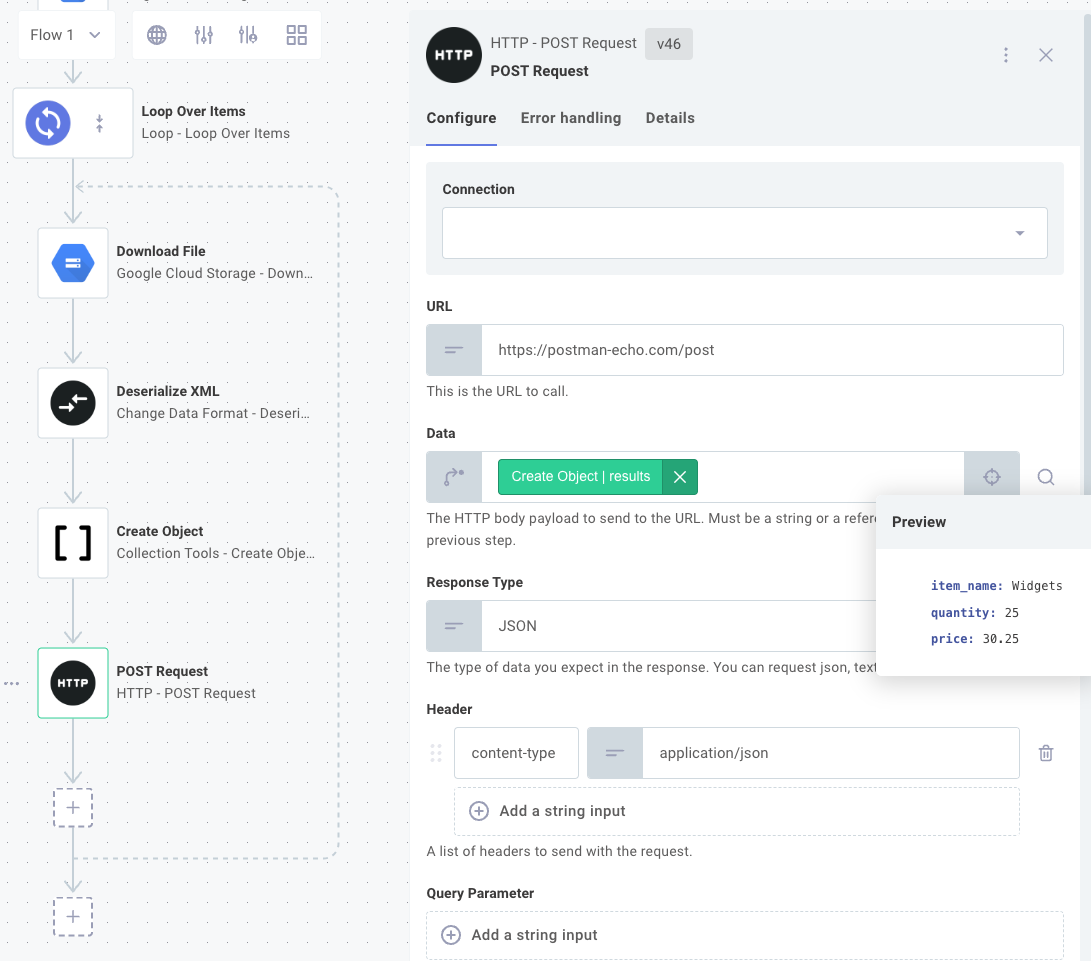 Flow 1
Loop Over Items
Loop - Loop Over Items
Download File
Google Cloud Storage - Down...
Deserialize XML
Change Data Format - Deseri...
Create Object
Collection Tools - Create Obje...
HTTP
POST Request
HTTP - POST Request
HTTP
HTTP - POST Request
v46
POST Request
Configure
Error handling
Details
Connection
URL
https://postman-echo.com/post
This is the URL to call.
Data
Create Object | results
The HTTP body payload to send to the URL. Must be a string or a refere
previous step.
Preview
item_name: Widgets
quantity: 25
price: 30.25
Response Type
JSON
The type of data you expect in the response. You can request json, text
Header
content-type
application/json
Add a string input
A list of headers to send with the request.
Query Parameter
Add a string input